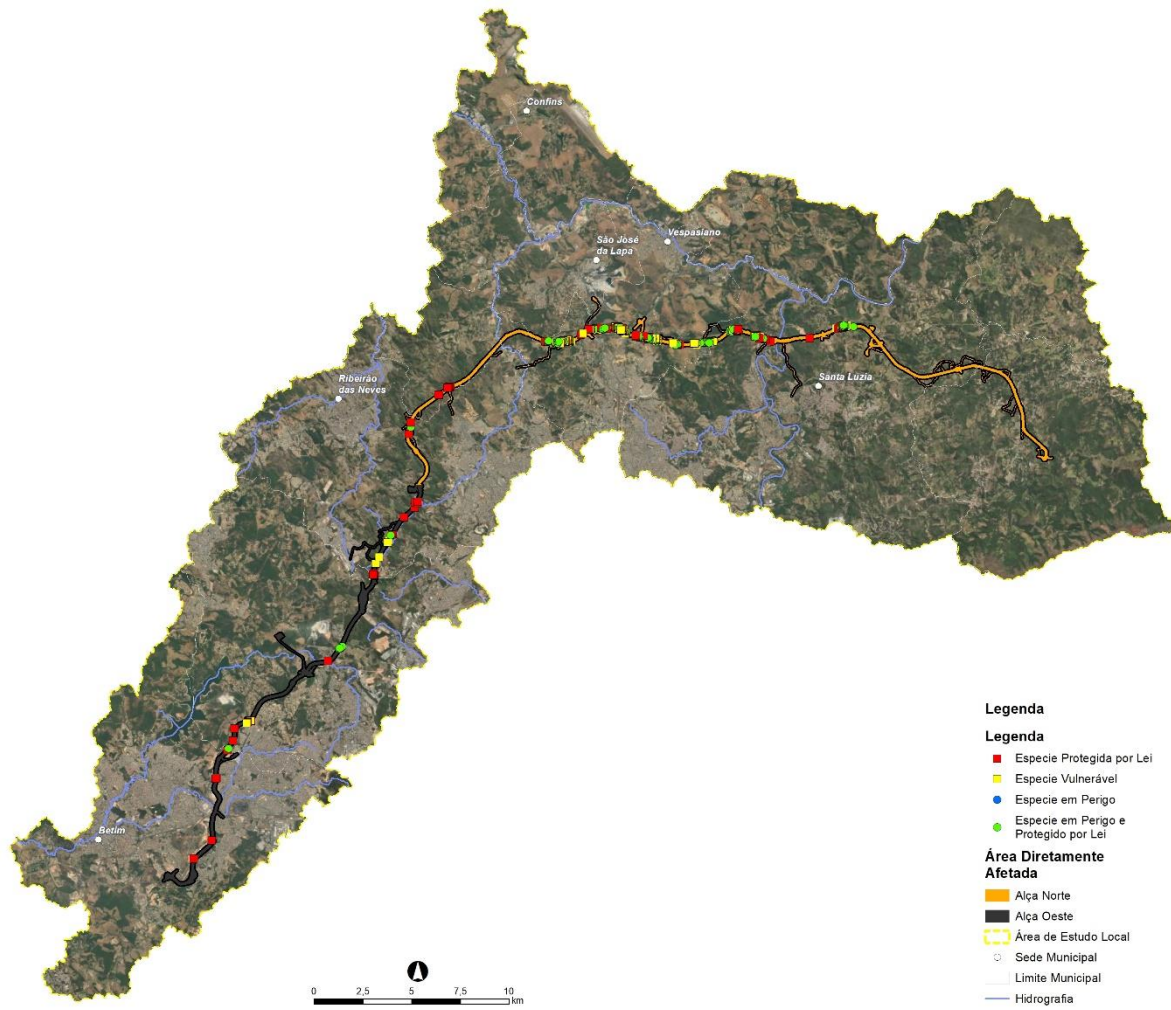 Confins
Vespasiano
São José
da Lapa
Ribeirão
das Neves
Santa Luzia
Betim
Legenda
Legenda
Especie Protegida por Lei
Especie Vulnerável
Especie em Perigo
Especie em Perigo e
Protegido por Lei
Área Diretamente
Afetada
Alça Norte
Alça Oeste
Área de Estudo Local
Sede Municipal
Limite Municipal
Hidrografia
0 2,5 5 7,5 10
km